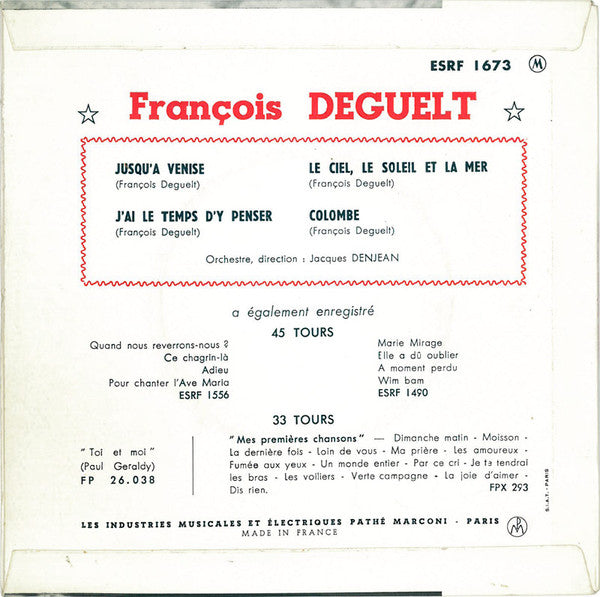 ESRF 1673 M
François DEGUELT
JUSQU'A VENISE
(François Deguelt)
LE CIEL, LE SOLEIL ET LA MER
(François Deguelt)
J'AI LE TEMPS D'Y PENSER
(François Deguelt)
COLOMBE
(François Deguelt)
Orchestre, direction : Jacques DENJEAN
a également enregistré
45 TOURS
Quand nous reverrons-nous ?
Ce chagrin-là
Adieu
Pour chanter l'Ave Maria
ESRF 1556
Marie Mirage
Elle a dû oublier
A moment perdu
Wim bam
ESRF 1490
33 TOURS
"Toi et moi"
(Paul Geraldy)
FP 26.038
"Mes premières chansons" — Dimanche matin - Moisson -
La dernière fois - Loin de vous - Ma prière - Les amoureux -
Fumée aux yeux - Un monde entier - Par ce cri - Je te tendrai
les bras - Les voiliers - Verte campagne - La joie d'aimer -
Dis rien.
FPX 293
S.I.A.T. - PARIS
LES INDUSTRIES MUSICALES ET ÉLECTRIQUES PATHÉ MARCONI - PARIS
MADE IN FRANCE